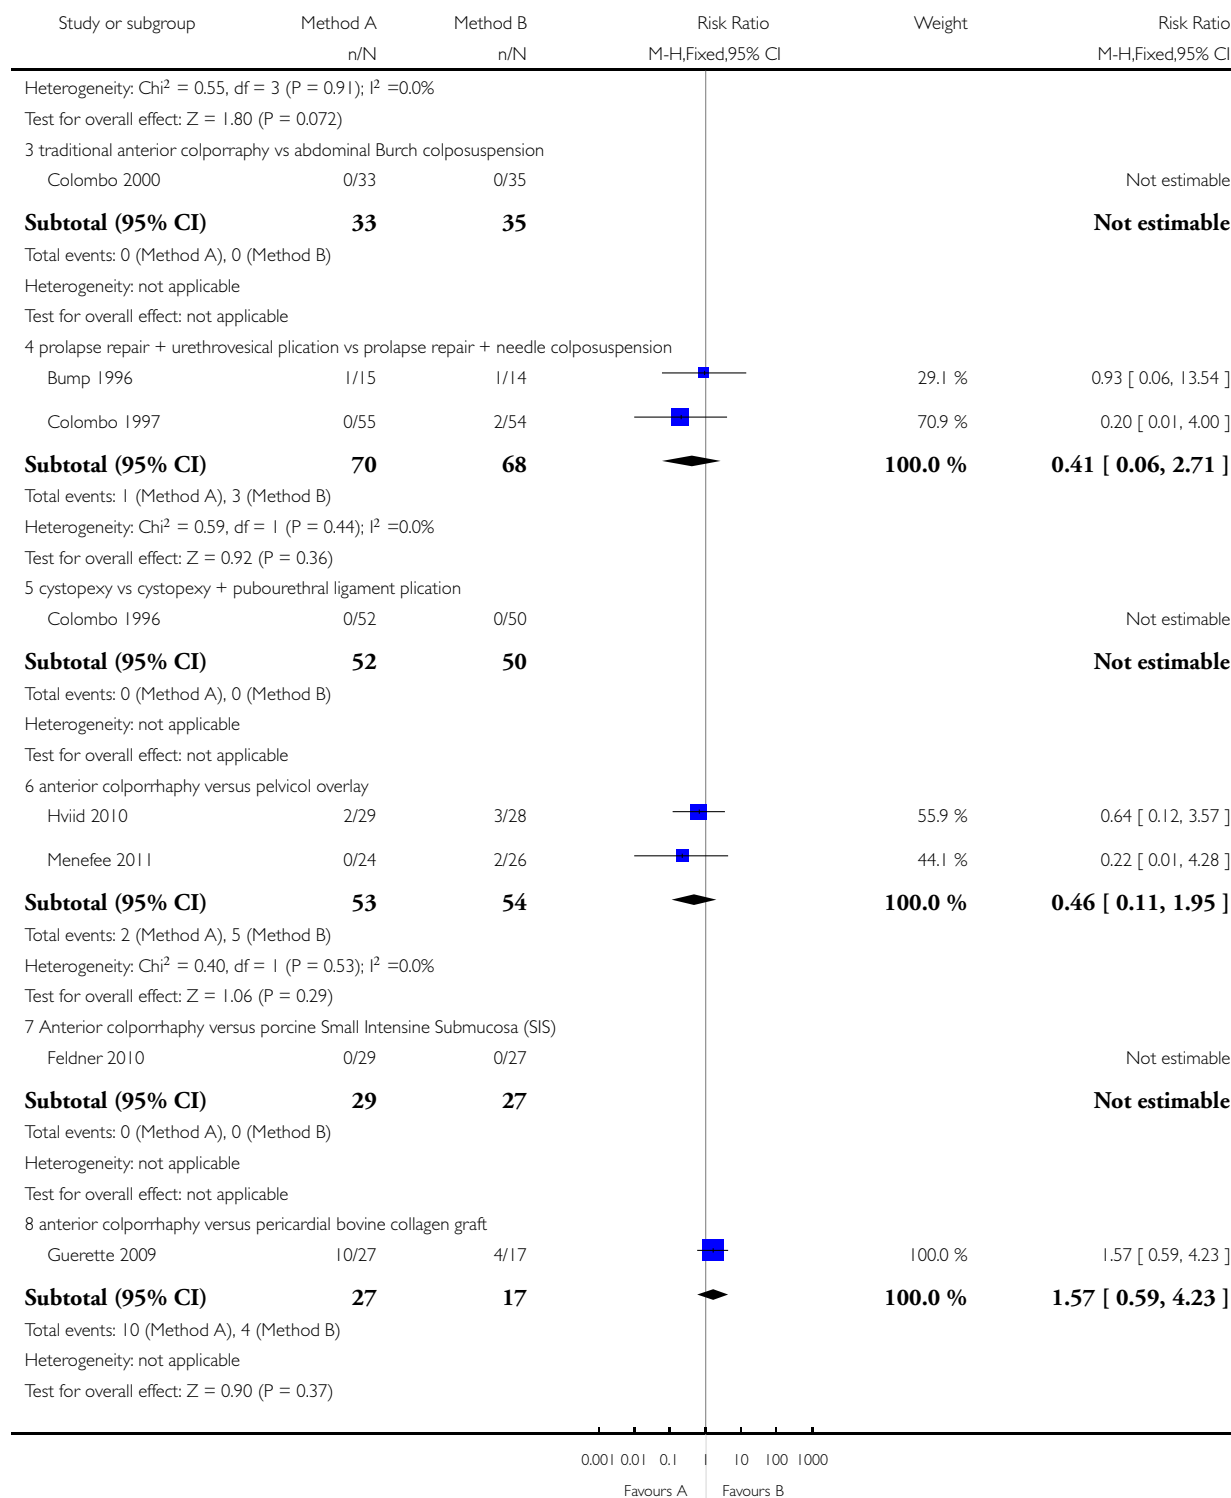 Study or subgroup Method A Method B Risk Ratio Weight Risk Ratio
n/N n/N M-H,Fixed,95% CI M-H,Fixed,95% CI
Heterogeneity: Chi² = 0.55, df = 3 (P = 0.91); I² =0.0%
Test for overall effect: Z = 1.80 (P = 0.072)
3 traditional anterior colporraphy vs abdominal Burch colposuspension
Colombo 2000 0/33 0/35 Not estimable
Subtotal (95% CI) 33 35 Not estimable
Total events: 0 (Method A), 0 (Method B)
Heterogeneity: not applicable
Test for overall effect: not applicable
4 prolapse repair + urethrovesical plication vs prolapse repair + needle colposuspension
Bump 1996 1/15 1/14 29.1 % 0.93 [ 0.06, 13.54 ]
Colombo 1997 0/55 2/54 70.9 % 0.20 [ 0.01, 4.00 ]
Subtotal (95% CI) 70 68 100.0 % 0.41 [ 0.06, 2.71 ]
Total events: 1 (Method A), 3 (Method B)
Heterogeneity: Chi² = 0.59, df = 1 (P = 0.44); I² =0.0%
Test for overall effect: Z = 0.92 (P = 0.36)
5 cystopexy vs cystopexy + pubourethral ligament plication
Colombo 1996 0/52 0/50 Not estimable
Subtotal (95% CI) 52 50 Not estimable
Total events: 0 (Method A), 0 (Method B)
Heterogeneity: not applicable
Test for overall effect: not applicable
6 anterior colporrhaphy versus pelvicol overlay
Hviid 2010 2/29 3/28 55.9 % 0.64 [ 0.12, 3.57 ]
Menefee 2011 0/24 2/26 44.1 % 0.22 [ 0.01, 4.28 ]
Subtotal (95% CI) 53 54 100.0 % 0.46 [ 0.11, 1.95 ]
Total events: 2 (Method A), 5 (Method B)
Heterogeneity: Chi² = 0.40, df = 1 (P = 0.53); I² =0.0%
Test for overall effect: Z = 1.06 (P = 0.29)
7 Anterior colporrhaphy versus porcine Small Intensine Submucosa (SIS)
Feldner 2010 0/29 0/27 Not estimable
Subtotal (95% CI) 29 27 Not estimable
Total events: 0 (Method A), 0 (Method B)
Heterogeneity: not applicable
Test for overall effect: not applicable
8 anterior colporrhaphy versus pericardial bovine collagen graft
Guerette 2009 10/27 4/17 100.0 % 1.57 [ 0.59, 4.23 ]
Subtotal (95% CI) 27 17 100.0 % 1.57 [ 0.59, 4.23 ]
Total events: 10 (Method A), 4 (Method B)
Heterogeneity: not applicable
Test for overall effect: Z = 0.90 (P = 0.37)
0.001 0.01 0.1 1 10 100 1000
Favours A Favours B